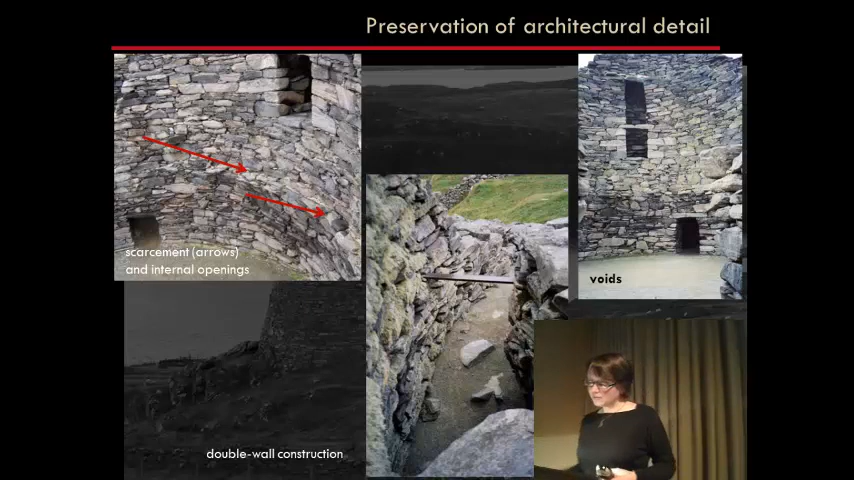 Preservation of architectural detail
scarcement (arrows)
and internal openings
voids
double-wall construction